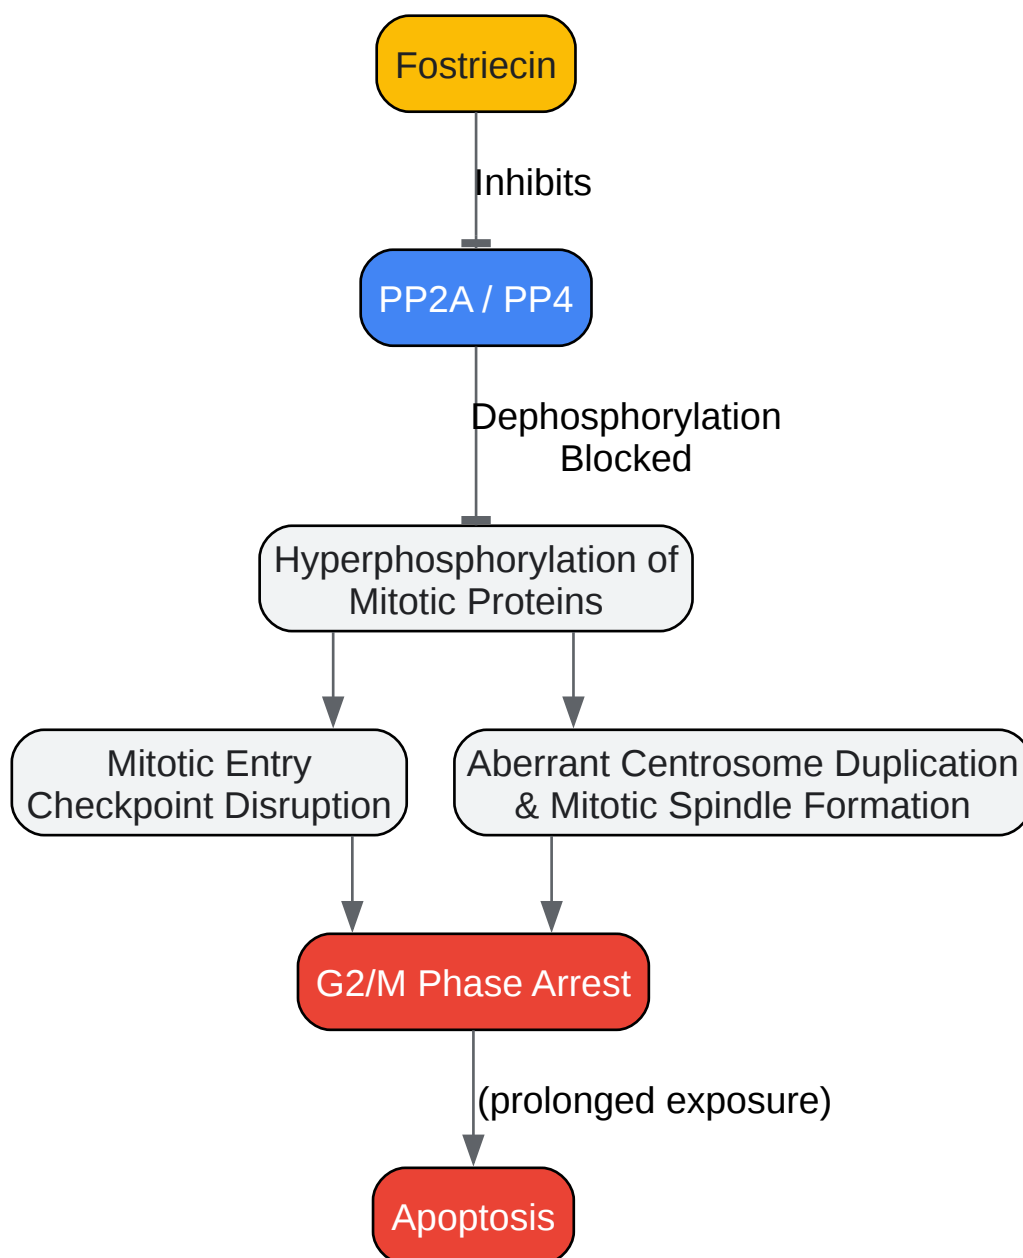 Fostriecin
Inhibits
PP2A / PP4
Dephosphorylation
Blocked
Hyperphosphorylation of
Mitotic Proteins
Mitotic Entry
Checkpoint Disruption
Aberrant Centrosome Duplication
& Mitotic Spindle Formation
G2/M Phase Arrest
(prolonged exposure)
Apoptosis